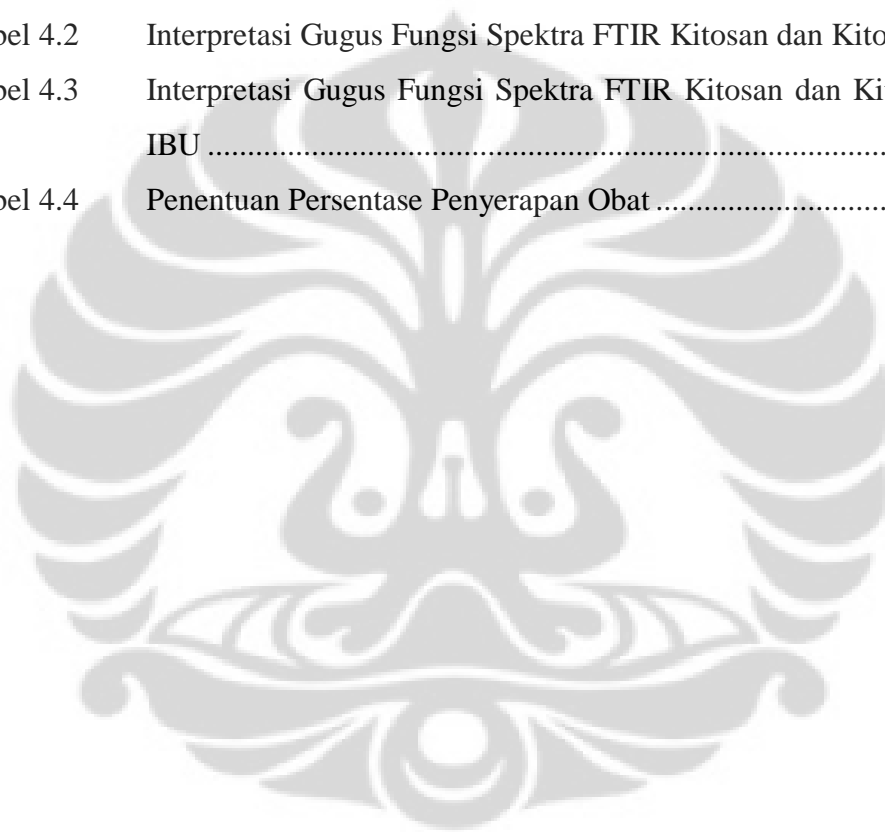 bel 4.2 Interpretasi Gugus Fungsi Spektra FTIR Kitosan dan Kito
bel 4.3 Interpretasi Gugus Fungsi Spektra FTIR Kitosan dan Ki
IBU ................................................................................................
bel 4.4 Penentuan Persentase Penyerapan Obat ................................